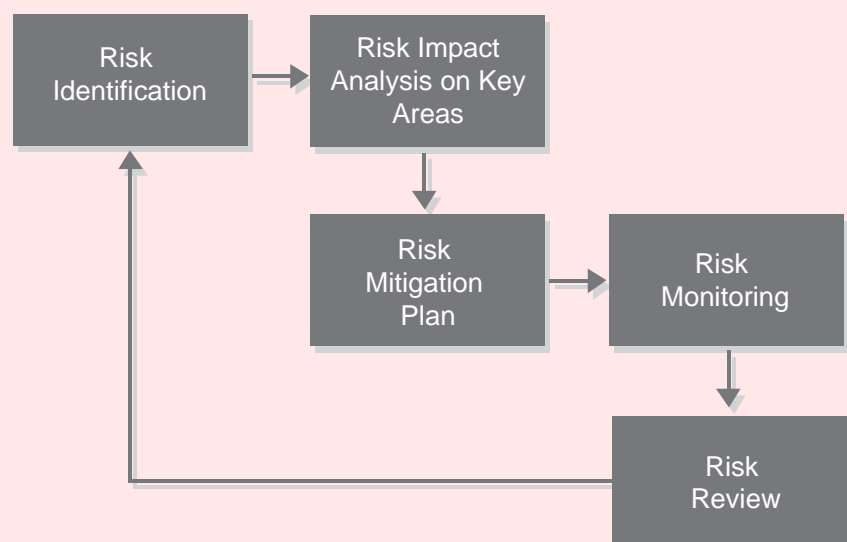 Risk
Identification
Risk Impact
Analysis on Key
Areas
Risk
Mitigation
Plan
Risk
Monitoring
Risk
Review